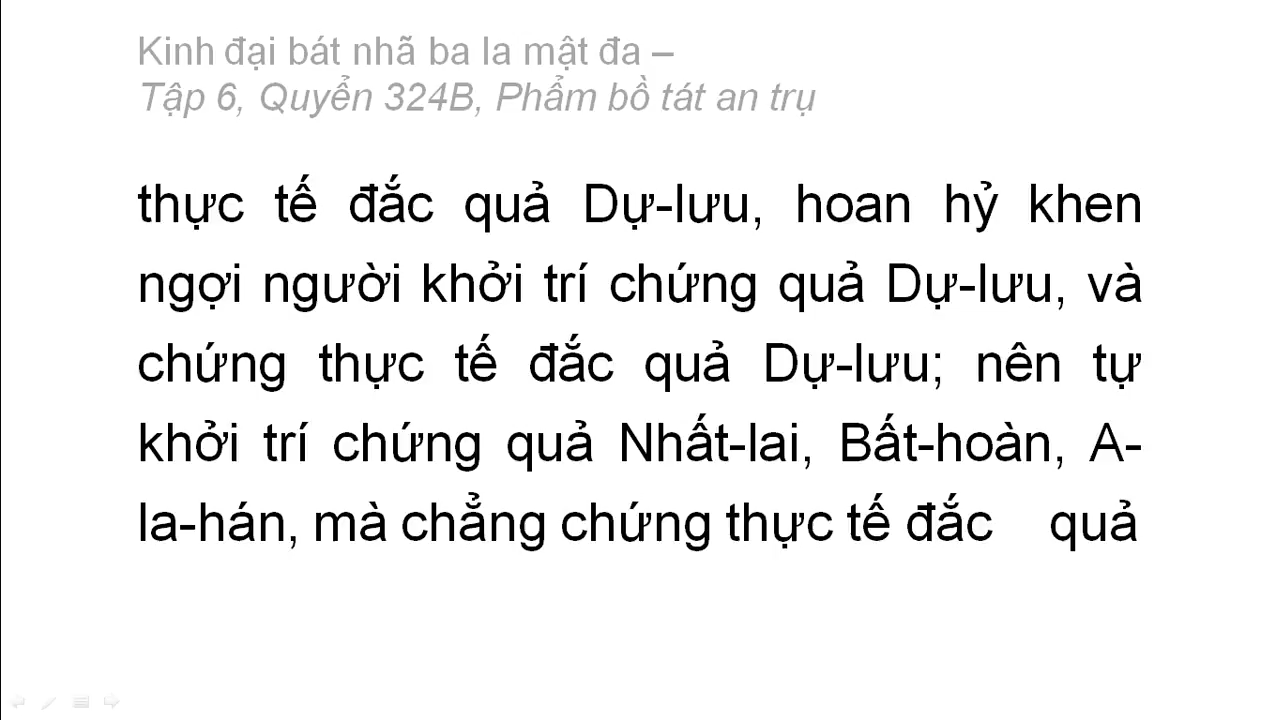 Kinh đại bát nhã ba la mật đa –
Tập 6, Quyển 324B, Phẩm bồ tát an trụ
thực tế đắc quả Dự-lưu, hoan hỷ khen
ngợi người khởi trí chứng quả Dự-lưu, và
chứng thực tế đắc quả Dự-lưu; nên tự
khởi trí chứng quả Nhất-lai, Bất-hoàn, A-
la-hán, mà chẳng chứng thực tế đắc quả